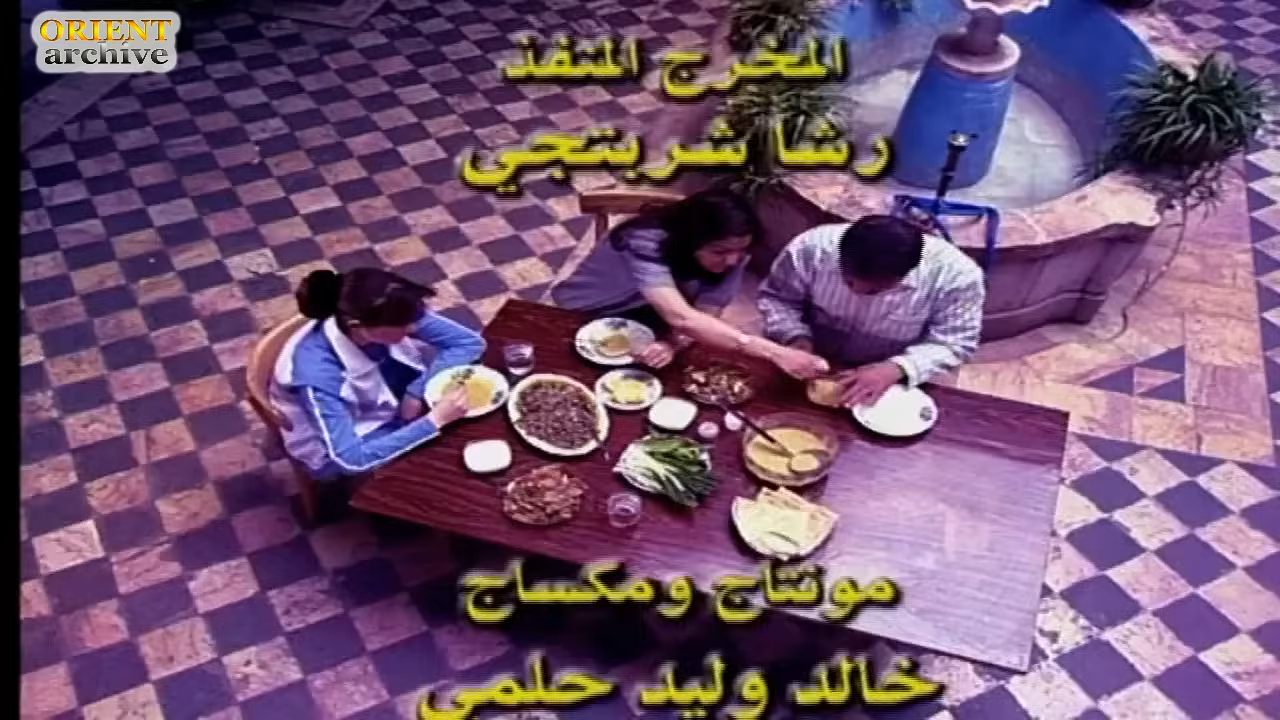 ORIENT
archive
المخرج المنفذ
رشا شربتجي
مونتاج ومكساج
خالد وليد حلمي